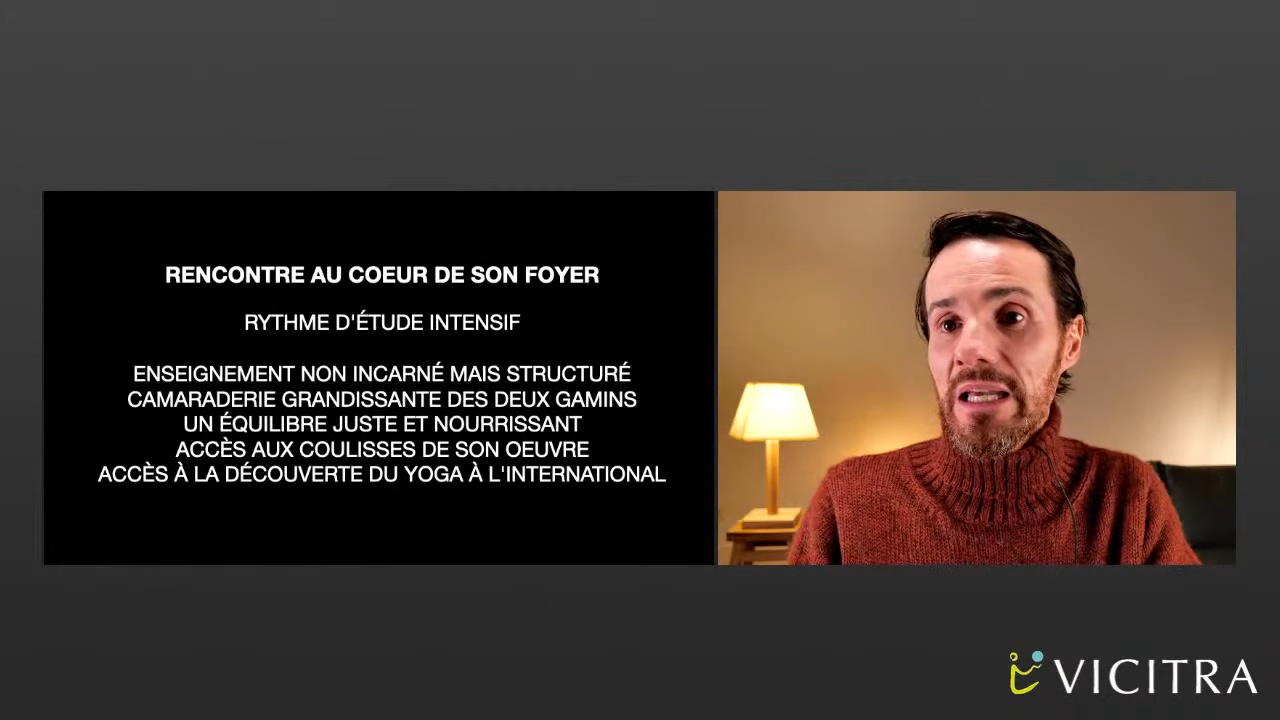 RENCONTRE AU COEUR DE SON FOYER
RYTHME D'ÉTUDE INTENSIF
ENSEIGNEMENT NON INCARNÉ MAIS STRUCTURÉ
CAMARADERIE GRANDISSANTE DES DEUX GAMINS
UN ÉQUILIBRE JUSTE ET NOURRISSANT
ACCÈS AUX COULISSES DE SON OEUVRE
ACCÈS À LA DÉCOUVERTE DU YOGA À L'INTERNATIONAL
VICITRA